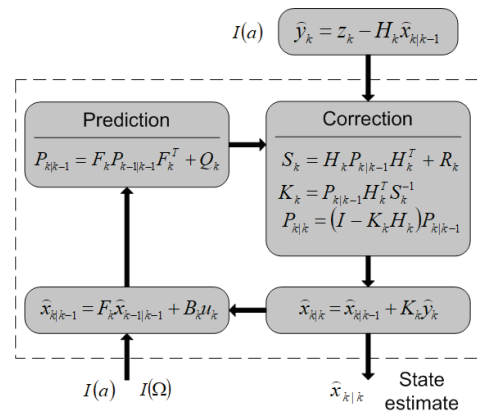 I(a)
ŷ_k = z_k − H_k x̂_{k|k−1}
Prediction
P_{k|k−1} = F_k P_{k−1|k−1} F_k^T + Q_k
Correction
S_k = H_k P_{k|k−1} H_k^T + R_k
K_k = P_{k|k−1} H_k^T S_k^{−1}
P_{k|k} = (I − K_k H_k) P_{k|k−1}
x̂_{k|k−1} = F_k x̂_{k−1|k−1} + B_k u_k
x̂_{k|k} = x̂_{k|k−1} + K_k ŷ_k
I(a) I(Ω)
x̂_{k|k}
State
estimate